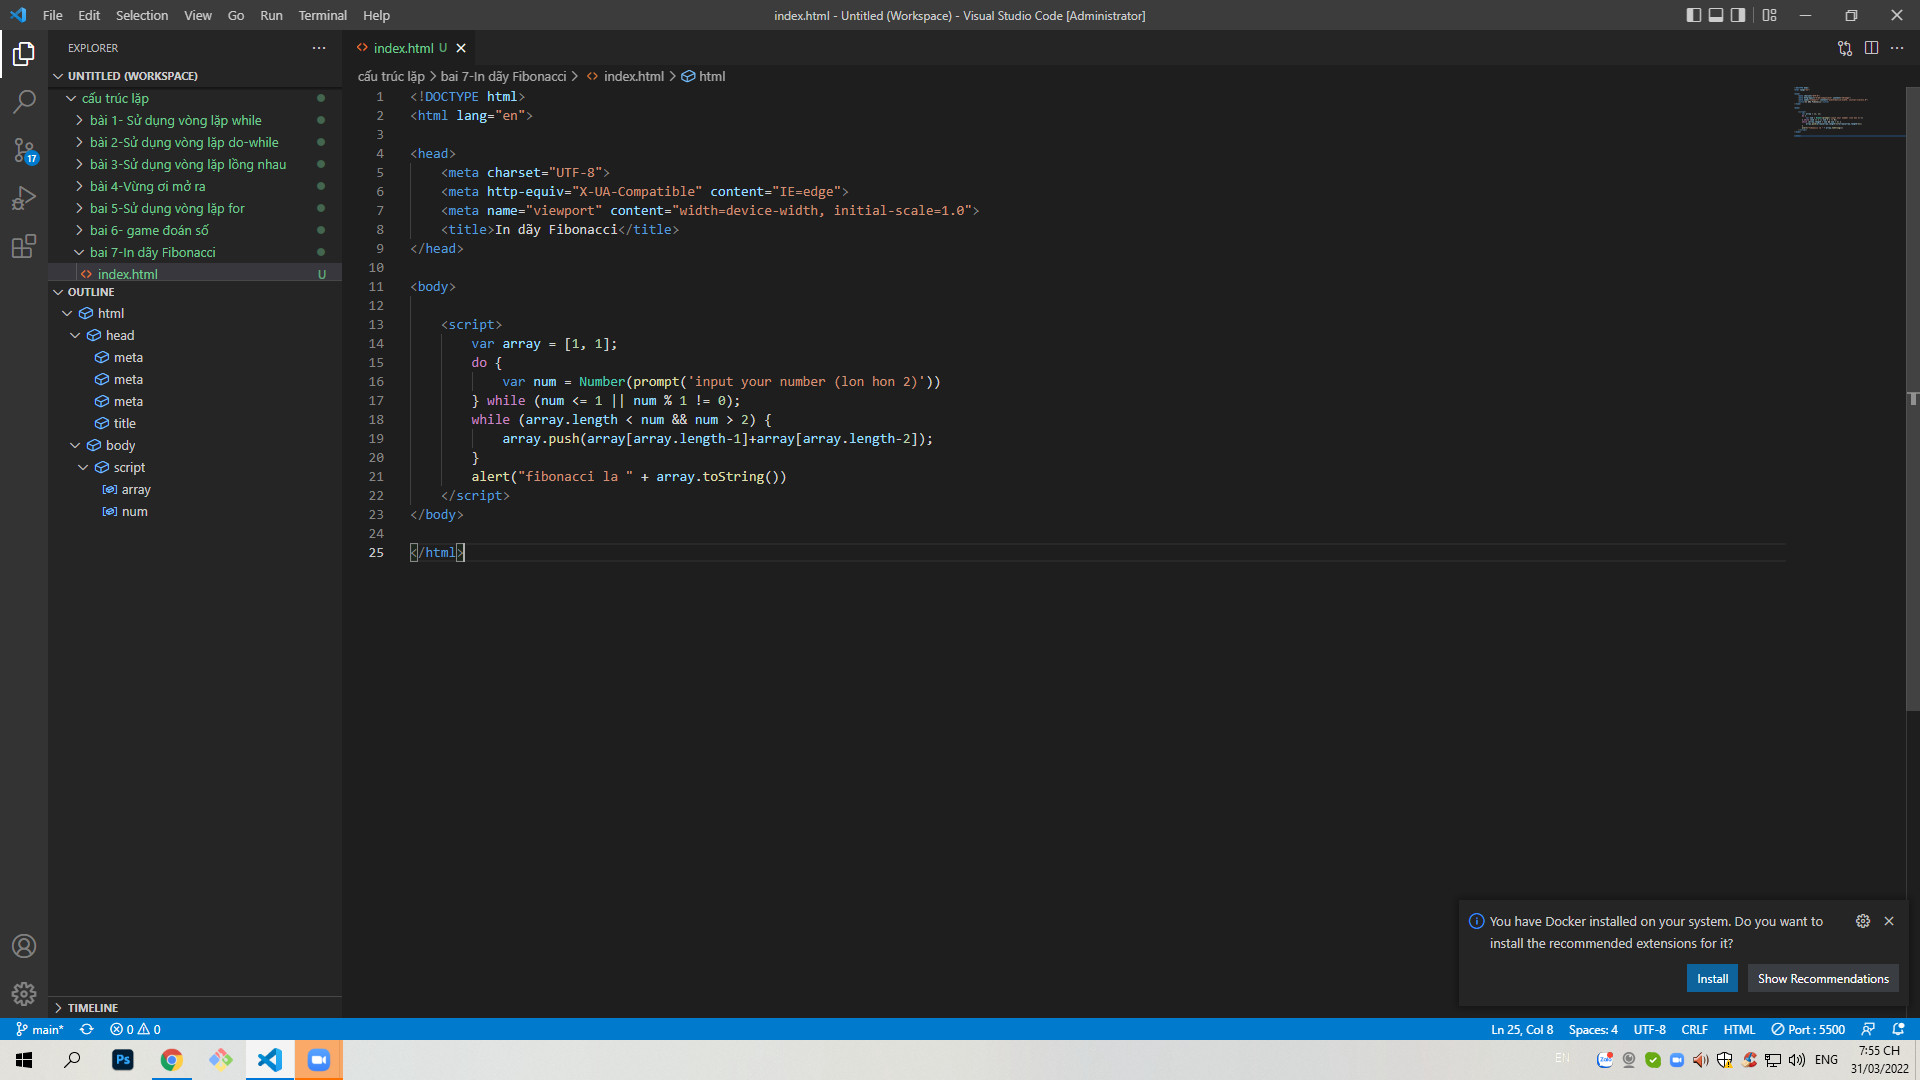 File Edit Selection View Go Run Terminal Help
index.html - Untitled (Workspace) - Visual Studio Code [Administrator]
EXPLORER
index.html U
UNTITLED (WORKSPACE)
cấu trúc lặp
bài 1- Sử dụng vòng lặp while
bài 2-Sử dụng vòng lặp do-while
bài 3-Sử dụng vòng lặp lồng nhau
bài 4-Vừng ơi mở ra
bai 5-Sử dụng vòng lặp for
bai 6- game đoán số
bai 7-In dãy Fibonacci
index.html U
17
OUTLINE
html
head
meta
meta
meta
title
body
script
array
num
TIMELINE
cấu trúc lặp > bai 7-In dãy Fibonacci > index.html > html
1 <!DOCTYPE html>
2 <html lang="en">
3
4 <head>
5 <meta charset="UTF-8">
6 <meta http-equiv="X-UA-Compatible" content="IE=edge">
7 <meta name="viewport" content="width=device-width, initial-scale=1.0">
8 <title>In dãy Fibonacci</title>
9 </head>
10
11 <body>
12
13 <script>
14 var array = [1, 1];
15 do {
16 var num = Number(prompt('input your number (lon hon 2)'))
17 } while (num <= 1 || num % 1 != 0);
18 while (array.length < num && num > 2) {
19 array.push(array[array.length-1]+array[array.length-2]);
20 }
21 alert("fibonacci la " + array.toString())
22 </script>
23 </body>
24
25 </html>
You have Docker installed on your system. Do you want to
install the recommended extensions for it?
Install Show Recommendations
main* 0 0
Ln 25, Col 8 Spaces: 4 UTF-8 CRLF HTML Port : 5500
Ps
EN
Zalo
ENG
7:55 CH
31/03/2022